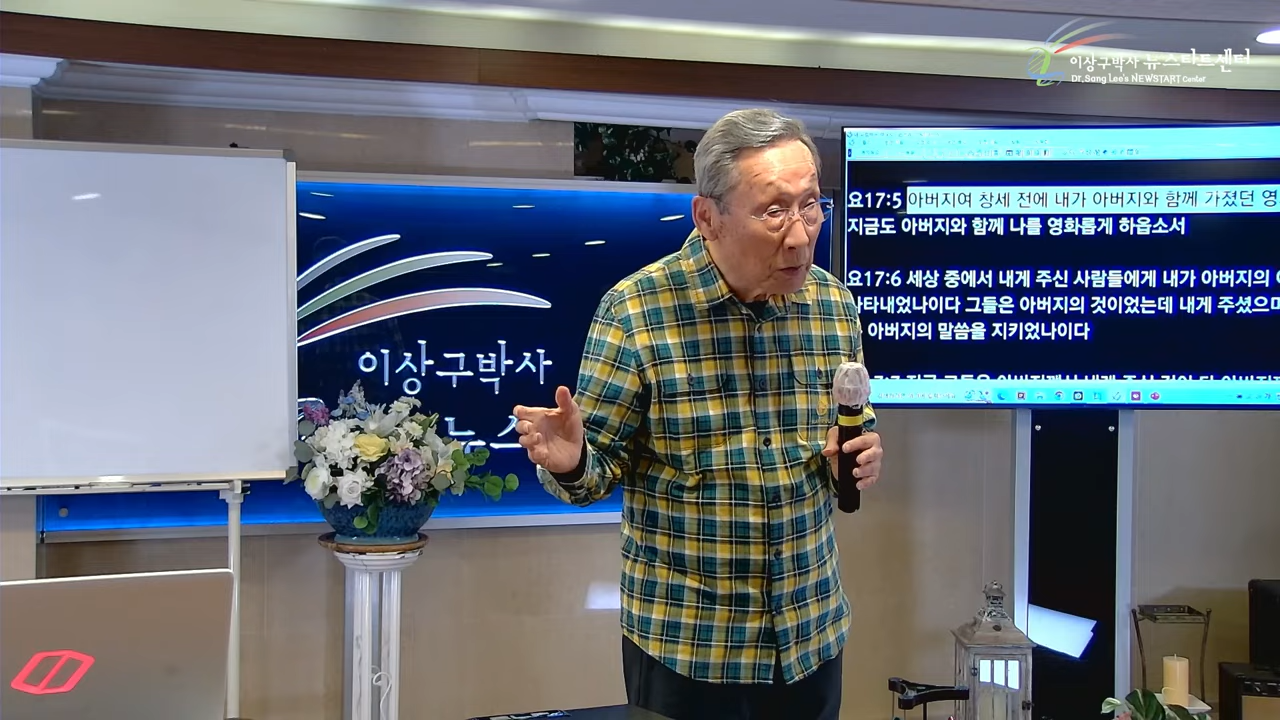 이상구박사 뉴스타트센터
Dr. Sang Lee's NEWSTART Center
이상구박사
뉴스
요17:5 아버지여 창세 전에 내가 아버지와 함께 가졌던 영
지금도 아버지와 함께 나를 영화롭게 하옵소서
요17:6 세상 중에서 내게 주신 사람들에게 내가 아버지의
타내었나이다 그들은 아버지의 것이었는데 내게 주셨으며
아버지의 말씀을 지키었나이다